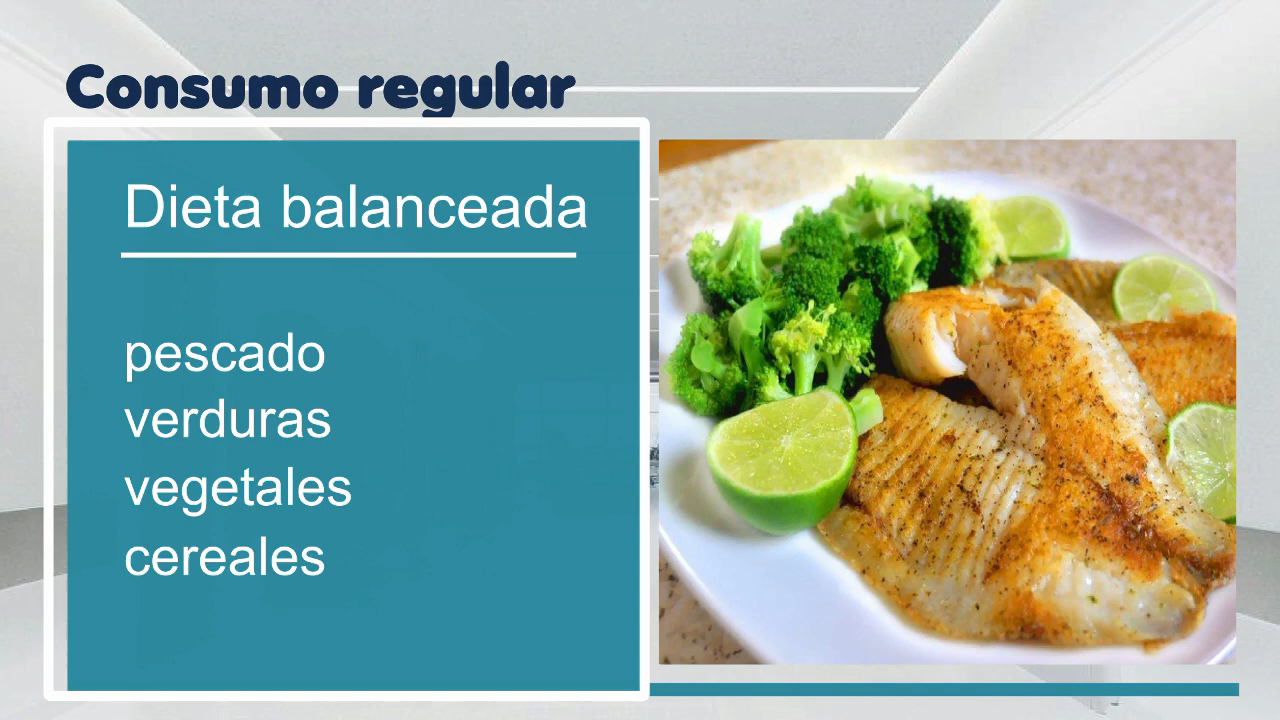 Consumo regular
Dieta balanceada
pescado
verduras
vegetales
cereales